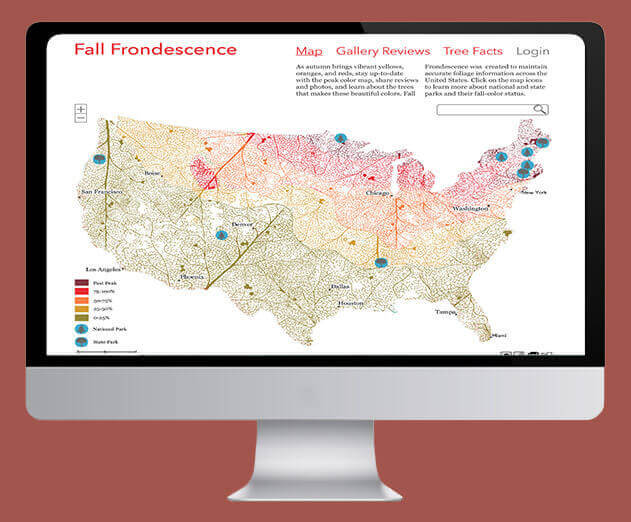 Fall Frondescence
Map Gallery Reviews Tree Facts Login
As autumn brings vibrant yellows,
oranges, and reds, stay up-to-date
with the peak color map, share reviews
and photos, and learn about the trees
that makes these beautiful colors. Fall
Frondescence was created to maintain
accurate foliage information across the
United States. Click on the map icons
to learn more about national and state
parks and their fall-color status.
+
−
Boise
San Francisco
Chicago
New York
Washington
Denver
Los Angeles
Phoenix
Dallas
Houston
Tampa
Miami
Past Peak
75-100%
50-75%
25-50%
0-25%
National Park
State Park